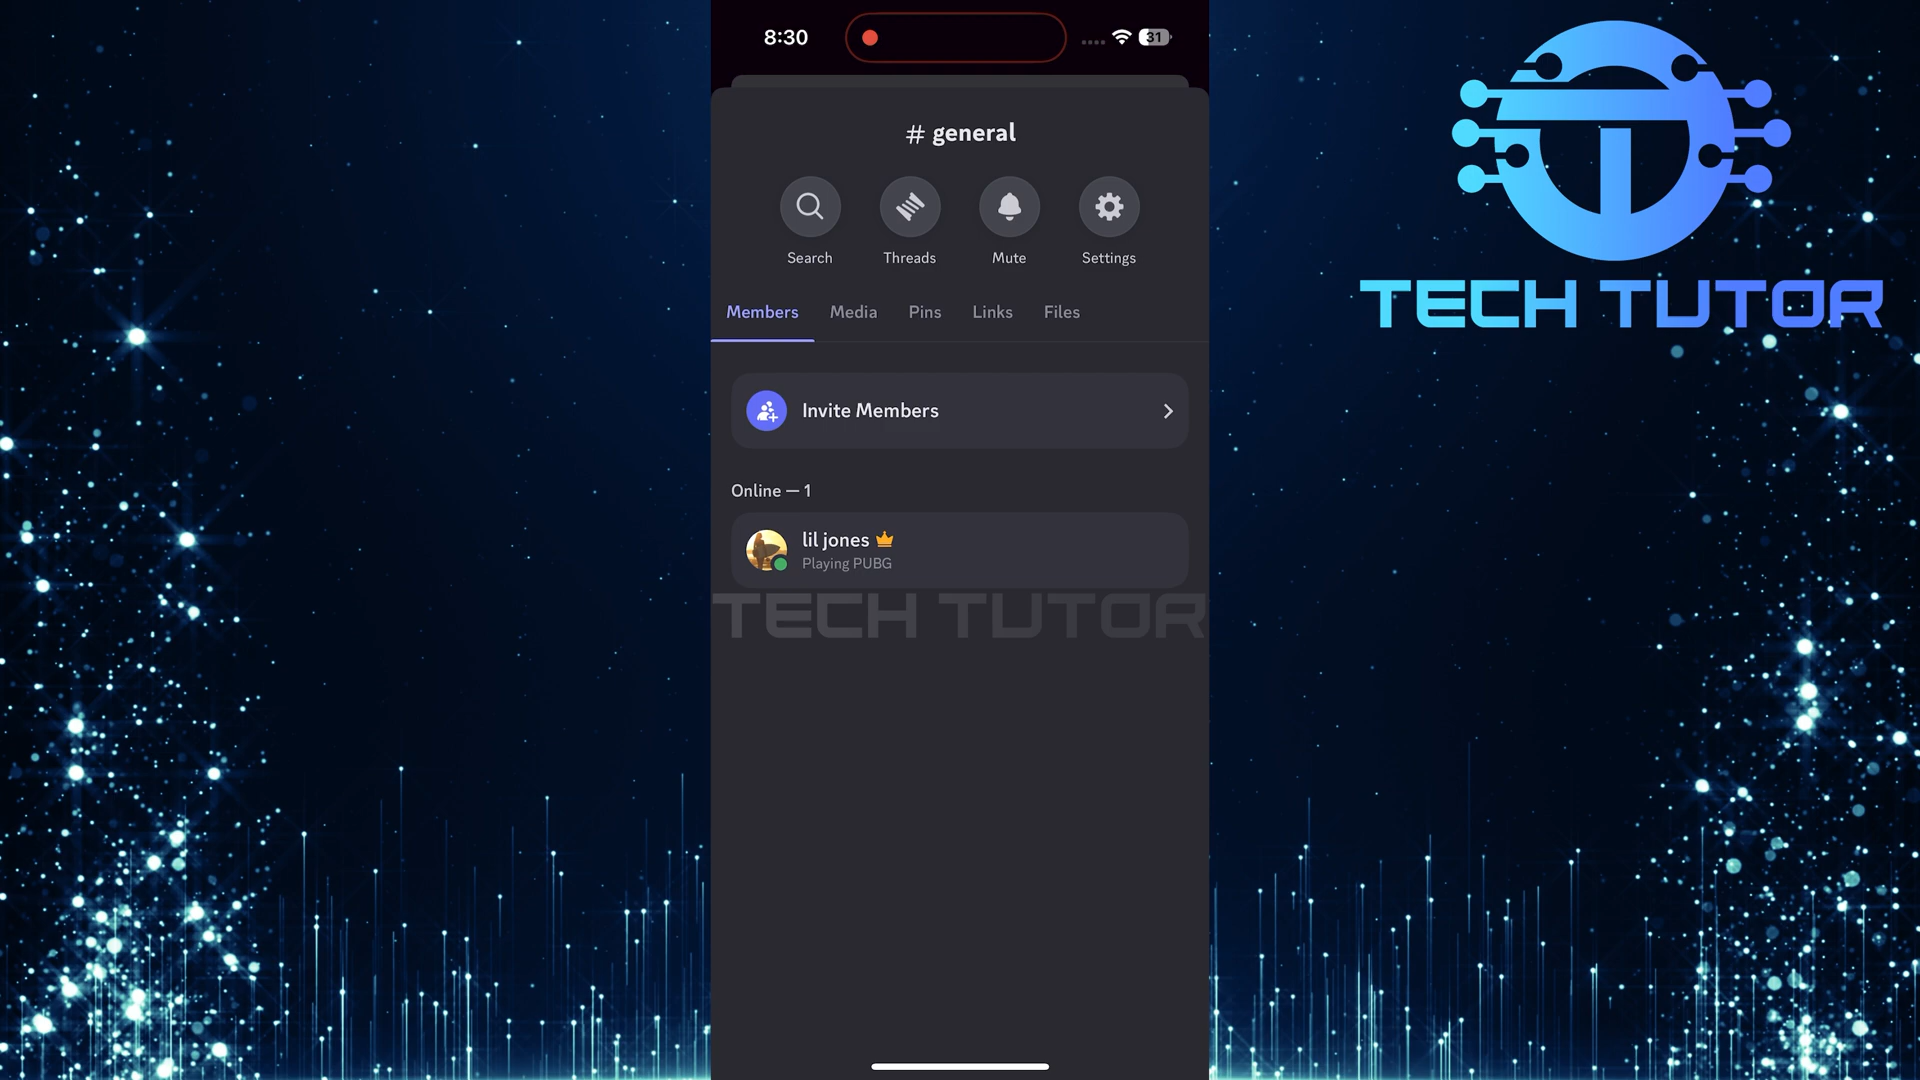 8:30
31
TECH TUTOR
# general
Search
Threads
Mute
Settings
Members
Media
Pins
Links
Files
Invite Members
Online — 1
lil jones
Playing PUBG
TECH TUTOR